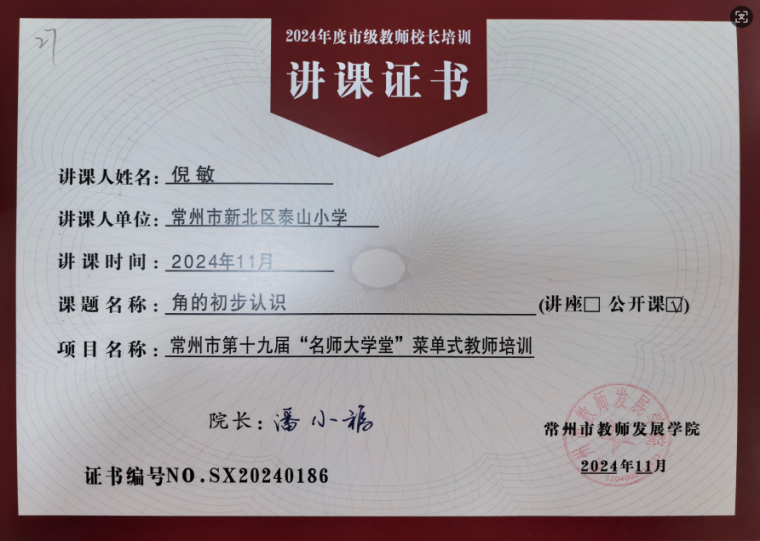 27
2024年度市级教师校长培训
讲课证书
讲课人姓名: 倪敏
讲课人单位: 常州市新北区泰山小学
讲课时间: 2024年11月
课题名称: 角的初步认识 (讲座□ 公开课☑)
项目名称: 常州市第十九届“名师大学堂”菜单式教师培训
院长: 潘小福
常州市教师发展学院
2024年11月
证书编号NO.SX20240186